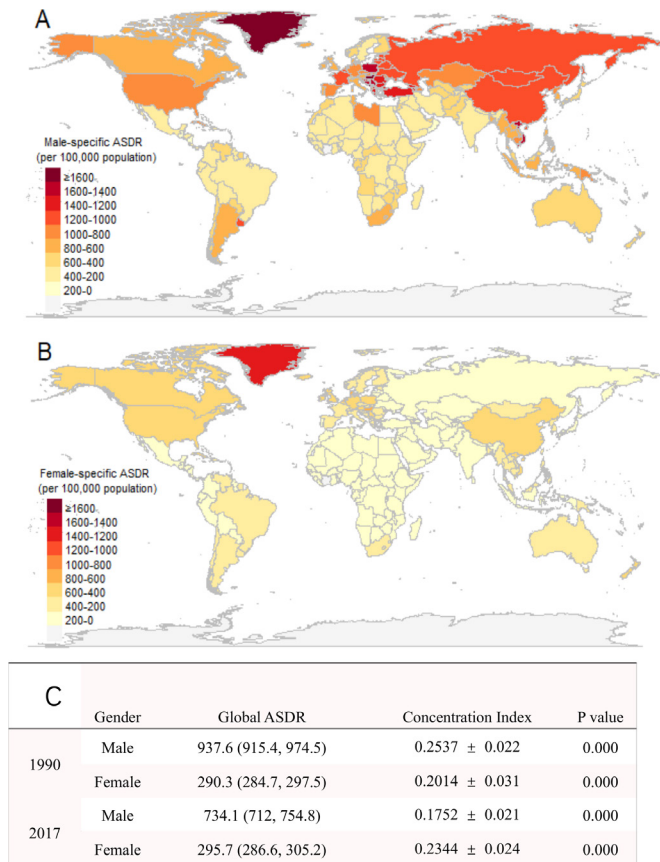 A
Male-specific ASDR
(per 100,000 population)
≥1600
1600-1400
1400-1200
1200-1000
1000-800
800-600
600-400
400-200
200-0
B
Female-specific ASDR
(per 100,000 population)
≥1600
1600-1400
1400-1200
1200-1000
1000-800
800-600
600-400
400-200
200-0
C
Gender Global ASDR Concentration Index P value
1990
Male 937.6 (915.4, 974.5) 0.2537 ± 0.022 0.000
Female 290.3 (284.7, 297.5) 0.2014 ± 0.031 0.000
2017
Male 734.1 (712, 754.8) 0.1752 ± 0.021 0.000
Female 295.7 (286.6, 305.2) 0.2344 ± 0.024 0.000